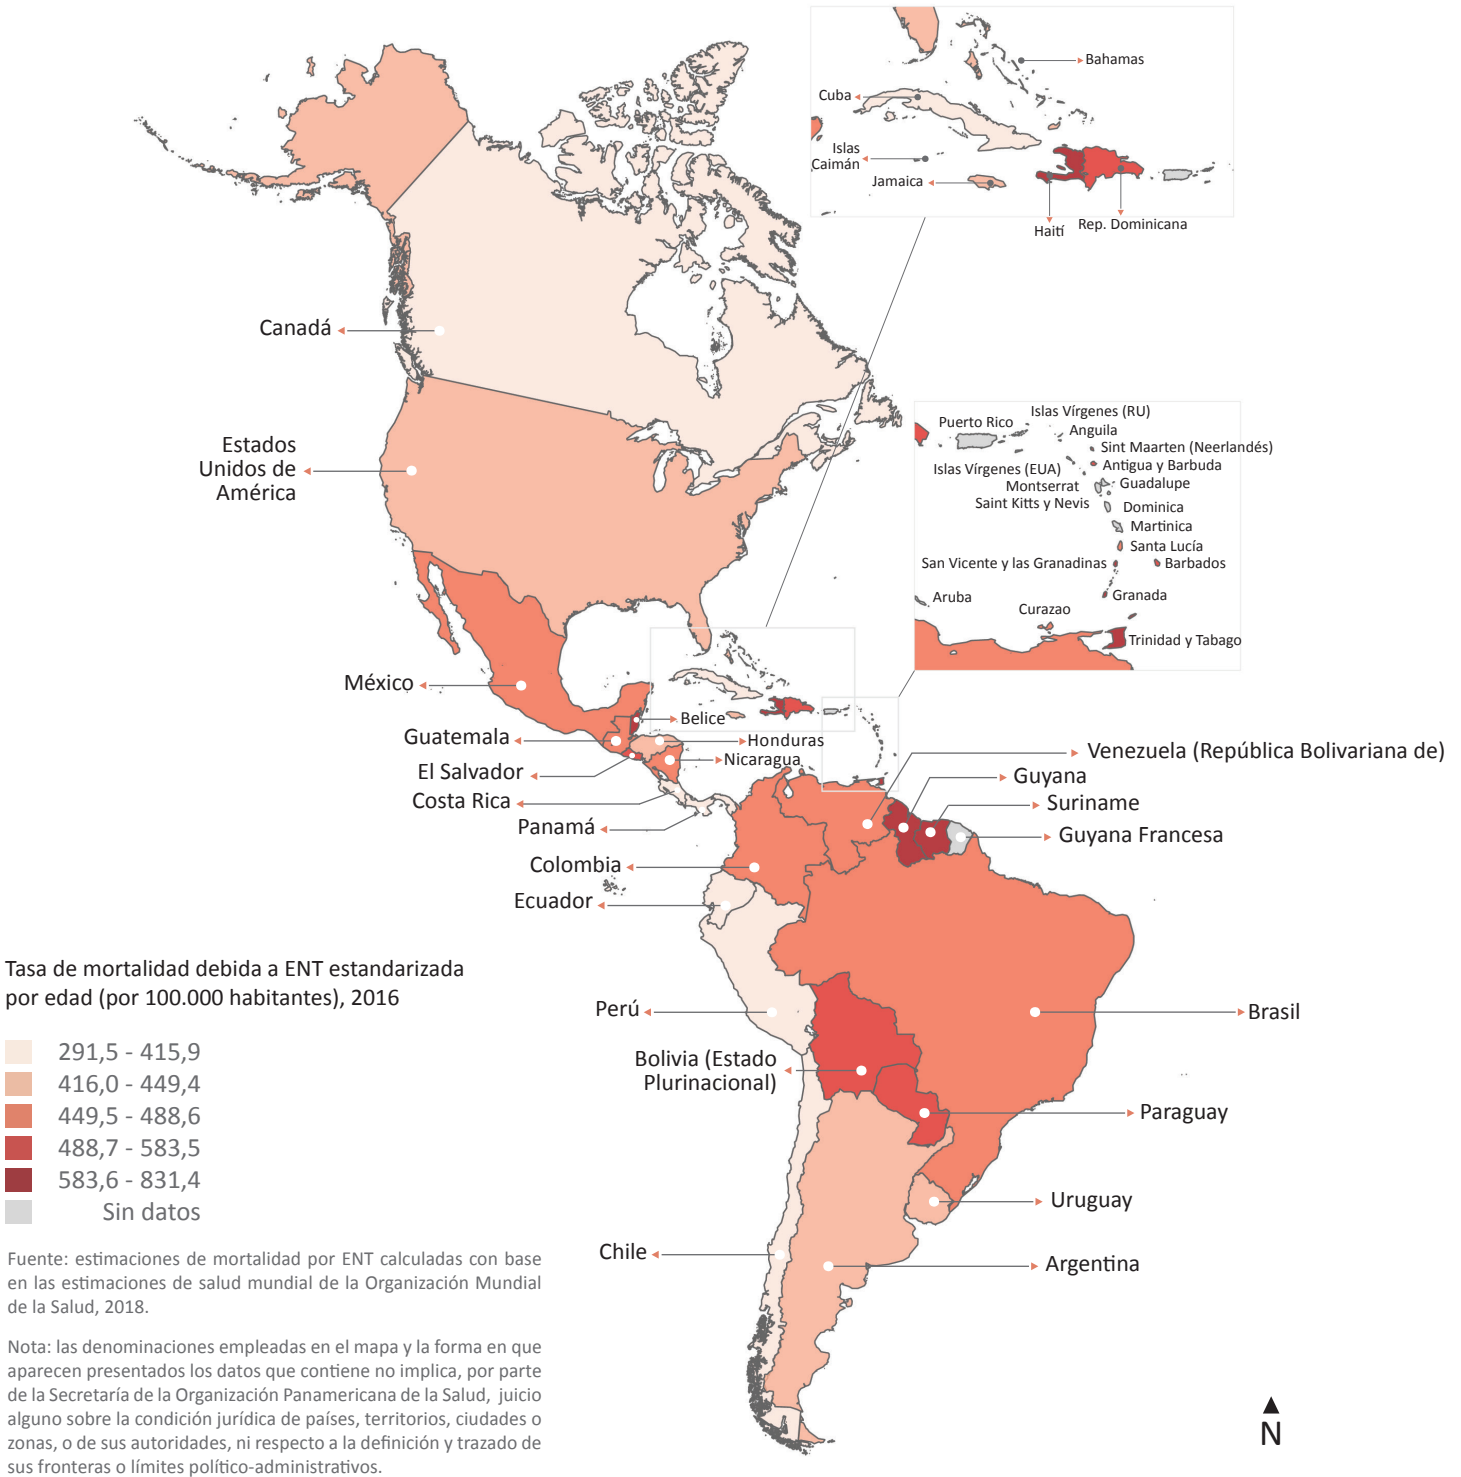 Bahamas
Cuba
Islas
Caimán
Jamaica
Haití
Rep. Dominicana
Canadá
Estados
Unidos de
América
Puerto Rico
Islas Vírgenes (RU)
Anguila
Sint Maarten (Neerlandés)
Islas Vírgenes (EUA)
Antigua y Barbuda
Montserrat
Guadalupe
Saint Kitts y Nevis
Dominica
Martinica
Santa Lucía
San Vicente y las Granadinas
Barbados
Aruba
Granada
Curazao
Trinidad y Tabago
México
Belice
Guatemala
Honduras
Nicaragua
El Salvador
Costa Rica
Panamá
Venezuela (República Bolivariana de)
Guyana
Suriname
Guyana Francesa
Colombia
Ecuador
Perú
Brasil
Bolivia (Estado
Plurinacional)
Paraguay
Uruguay
Chile
Argentina
Tasa de mortalidad debida a ENT estandarizada
por edad (por 100.000 habitantes), 2016
291,5 - 415,9
416,0 - 449,4
449,5 - 488,6
488,7 - 583,5
583,6 - 831,4
Sin datos
Fuente: estimaciones de mortalidad por ENT calculadas con base
en las estimaciones de salud mundial de la Organización Mundial
de la Salud, 2018.
Nota: las denominaciones empleadas en el mapa y la forma en que
aparecen presentados los datos que contiene no implica, por parte
de la Secretaría de la Organización Panamericana de la Salud, juicio
alguno sobre la condición jurídica de países, territorios, ciudades o
zonas, o de sus autoridades, ni respecto a la definición y trazado de
sus fronteras o límites político-administrativos.
N